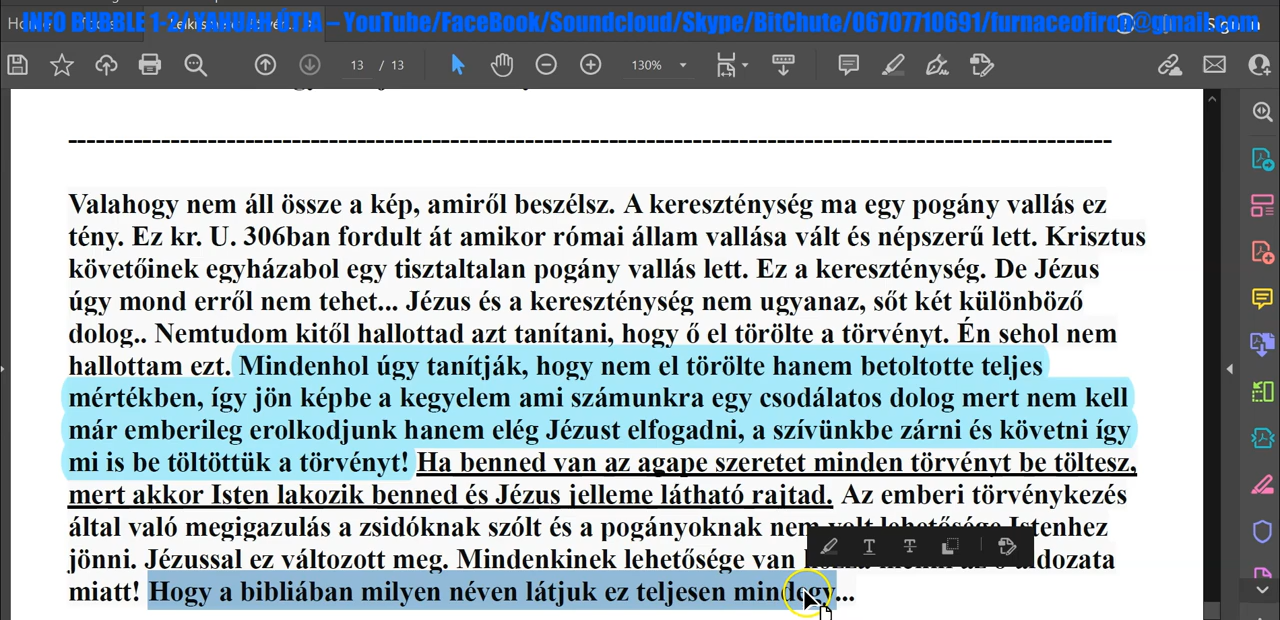 INFO BUBBLE 1-2 – YouTube/FaceBook/Soundcloud/Skype/BitChute/06707710691/furnaceofiron@gmail.com
Sign In
13 / 13
130%
Valahogy nem áll össze a kép, amiről beszélsz. A kereszténység ma egy pogány vallás ez
tény. Ez kr. U. 306ban fordult át amikor római állam vallása vált és népszerű lett. Krisztus
követőinek egyházabol egy tisztaltalan pogány vallás lett. Ez a kereszténység. De Jézus
úgy mond erről nem tehet... Jézus és a kereszténység nem ugyanaz, sőt két különböző
dolog.. Nemtudom kitől hallottad azt tanítani, hogy ő el törölte a törvényt. Én sehol nem
hallottam ezt. Mindenhol úgy tanítják, hogy nem el törölte hanem betoltotte teljes
mértékben, így jön képbe a kegyelem ami számunkra egy csodálatos dolog mert nem kell
már emberileg erolkodjunk hanem elég Jézust elfogadni, a szívünkbe zárni és követni így
mi is be töltöttük a törvényt! Ha benned van az agape szeretet minden törvényt be töltesz,
mert akkor Isten lakozik benned és Jézus jelleme látható rajtad. Az emberi törvénykezés
által való megigazulás a zsidóknak szólt és a pogányoknak nem volt lehetősége Istenhez
jönni. Jézussal ez változott meg. Mindenkinek lehetősége van áldozata
miatt! Hogy a bibliában milyen néven látjuk ez teljesen mindegy...